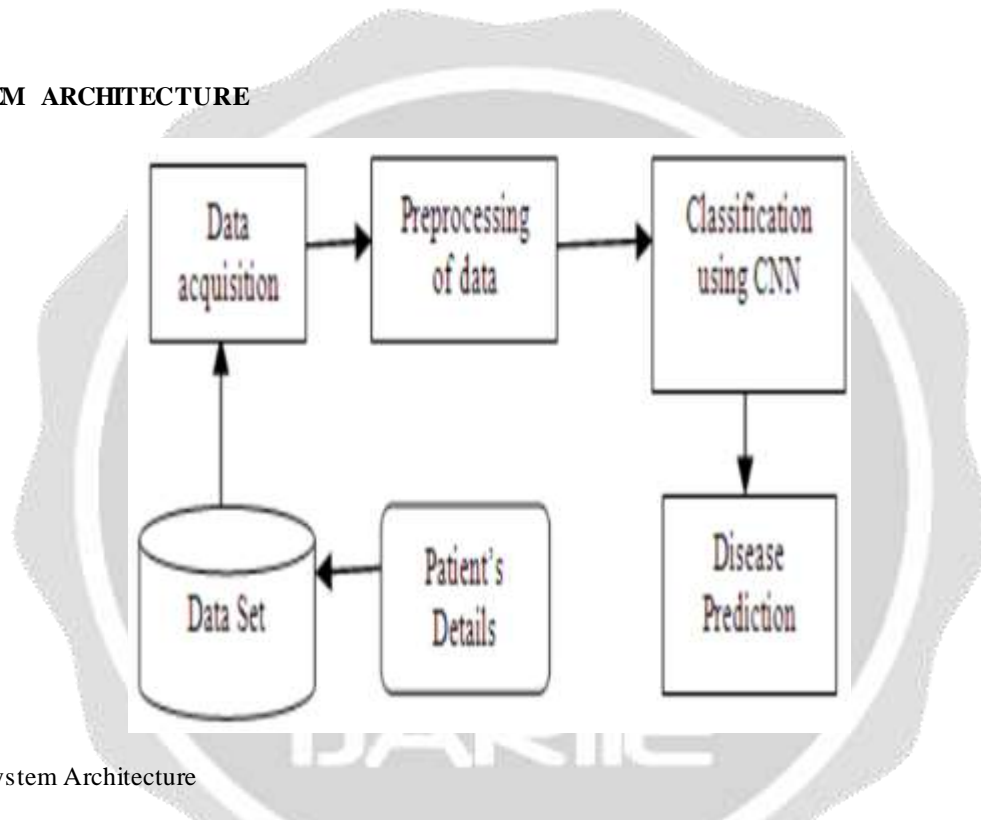 M ARCHITECTURE
Data
acquisition
Preprocessing
of data
Classification
using CNN
Data Set
Patient's
Details
Disease
Prediction
ystem Architecture